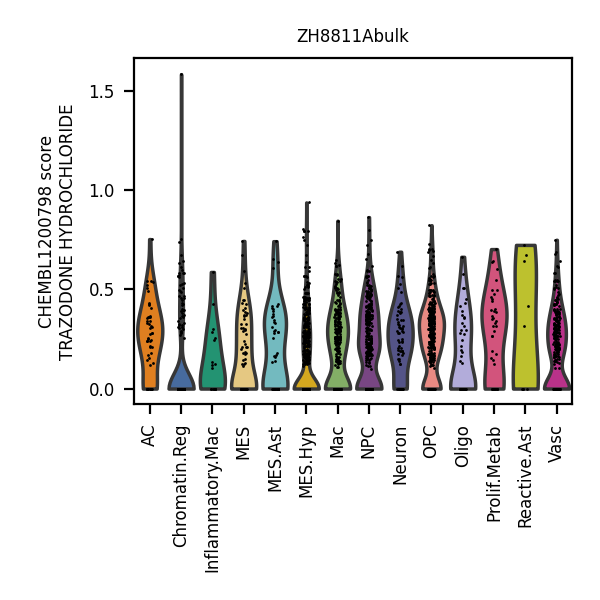 ZH8811Abulk
CHEMBL1200798 score
TRAZODONE HYDROCHLORIDE
1.5
1.0
0.5
0.0
AC
Chromatin.Reg
Inflammatory.Mac
MES
MES.Ast
MES.Hyp
Mac
NPC
Neuron
OPC
Oligo
Prolif.Metab
Reactive.Ast
Vasc